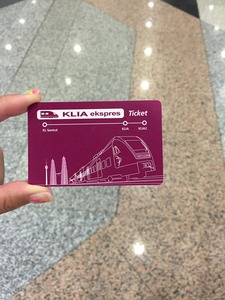 KLIA ekspres Ticket
KL Sentral KLIA KLIA2